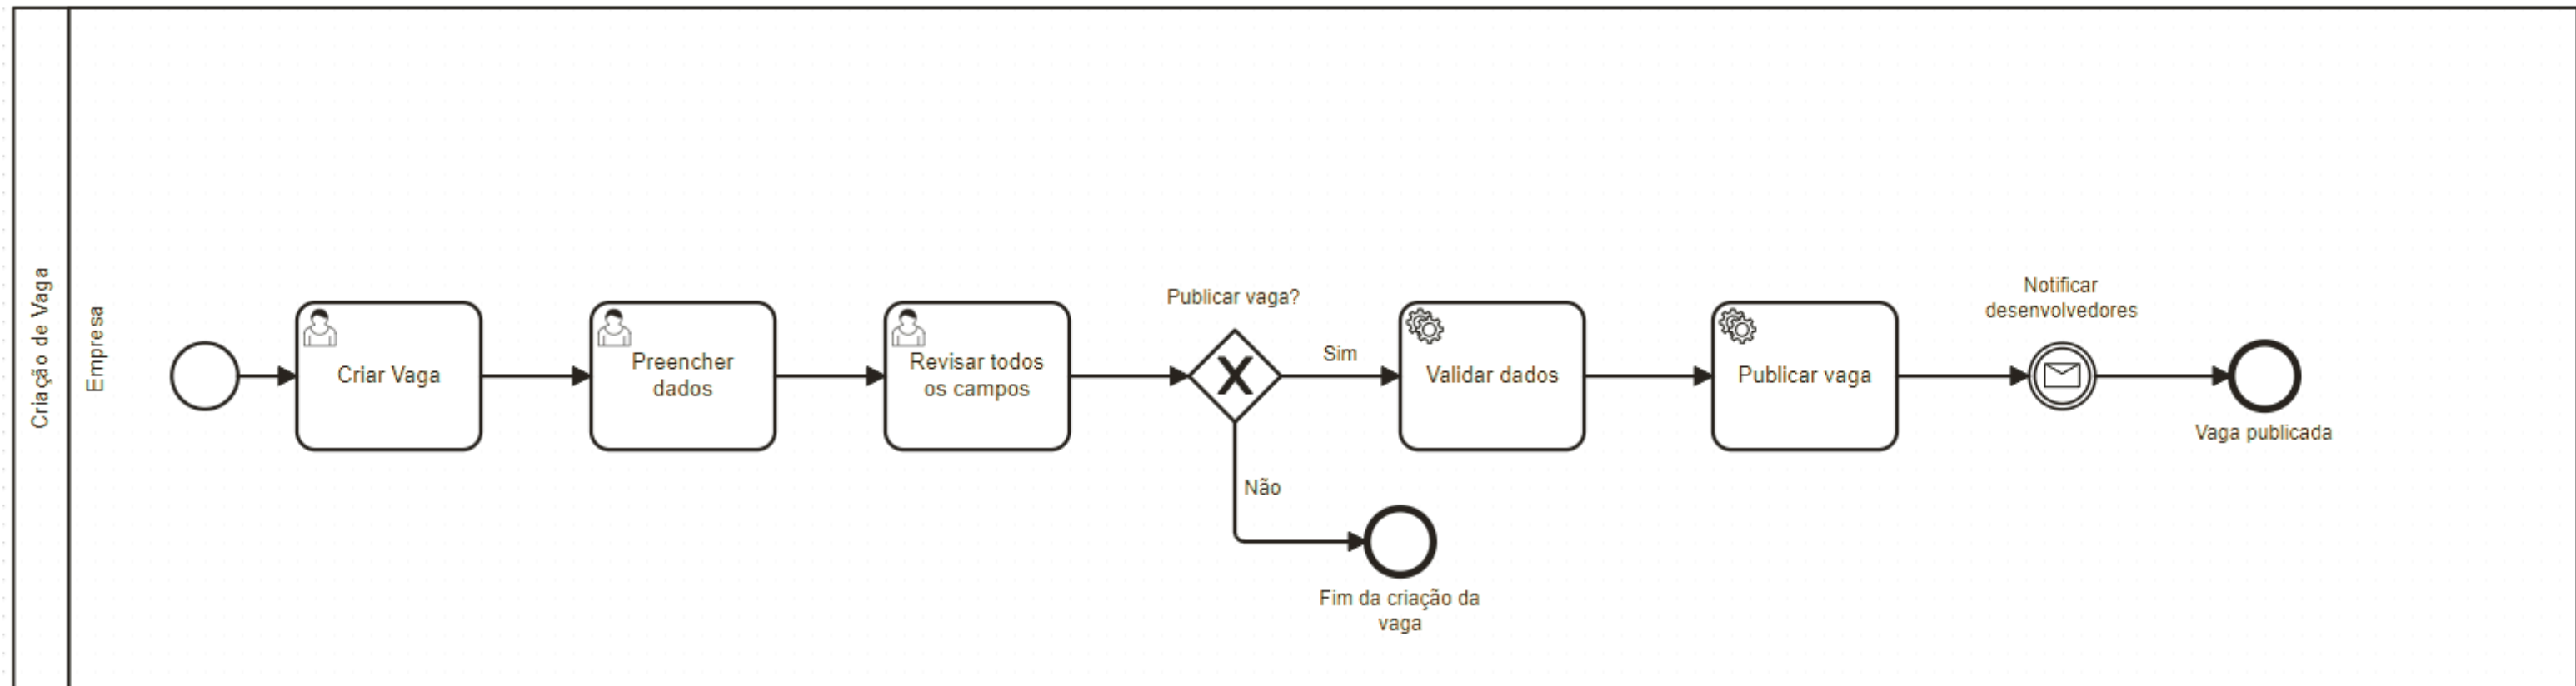 Criação de Vaga
Empresa
Criar Vaga
Preencher
dados
Revisar todos
os campos
Publicar vaga?
Sim
Não
Fim da criação da
vaga
Validar dados
Publicar vaga
Notificar
desenvolvedores
Vaga publicada